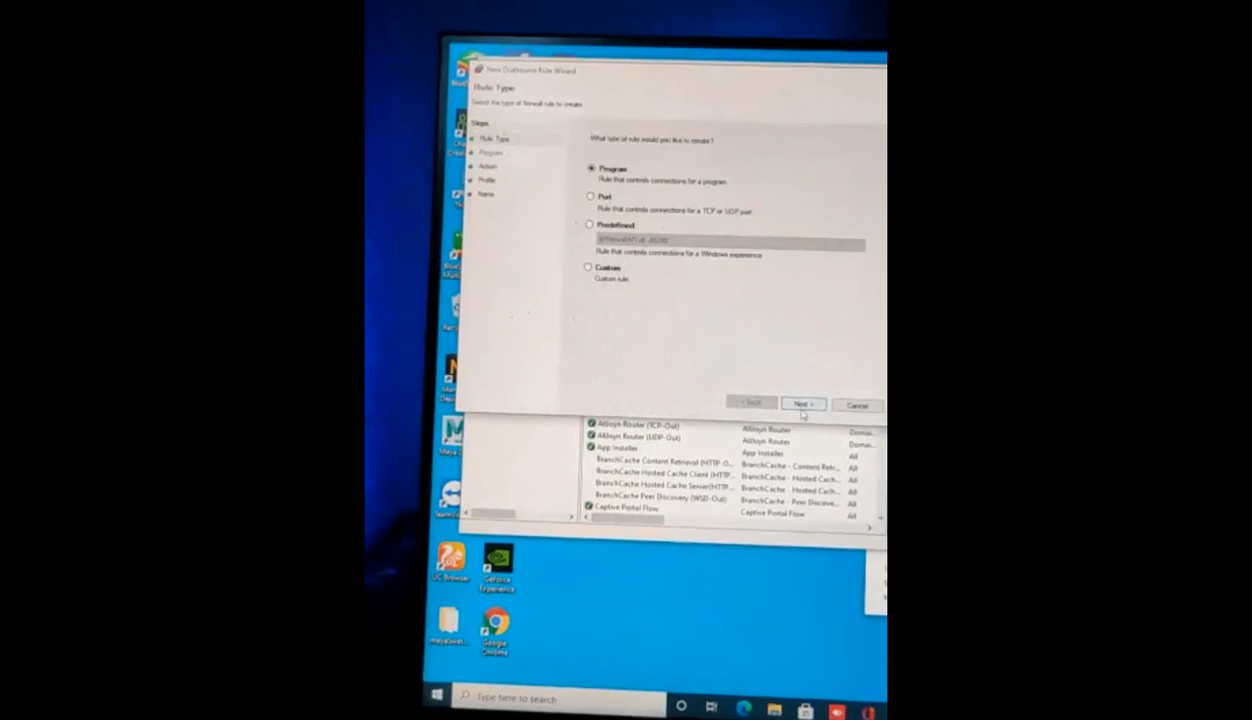 New Outbound Rule Wizard
Rule Type
Select the type of firewall rule to create
Steps:
Rule Type
Program
Action
Profile
Name
What type of rule would you like to create?
Program
Rule that controls connections for a program
Port
Rule that controls connections for a TCP or UDP port
Predefined
Rule that controls connections for a Windows experience
Custom
Custom rule
< Back
Next >
Cancel
AllJoyn Router (TCP-Out) AllJoyn Router Domai...
AllJoyn Router (UDP-Out) AllJoyn Router Domai...
App Installer App Installer All
BranchCache Content Retrieval (HTTP-O... BranchCache - Content Retr... All
BranchCache Hosted Cache Client (HTTP... BranchCache - Hosted Cach... All
BranchCache Hosted Cache Server(HTTP... BranchCache - Hosted Cach... All
BranchCache Peer Discovery (WSD-Out) BranchCache - Peer Discove... All
Captive Portal Flow Captive Portal Flow All
UC Browser
GeForce
Experience
Google
Chrome
Type here to search